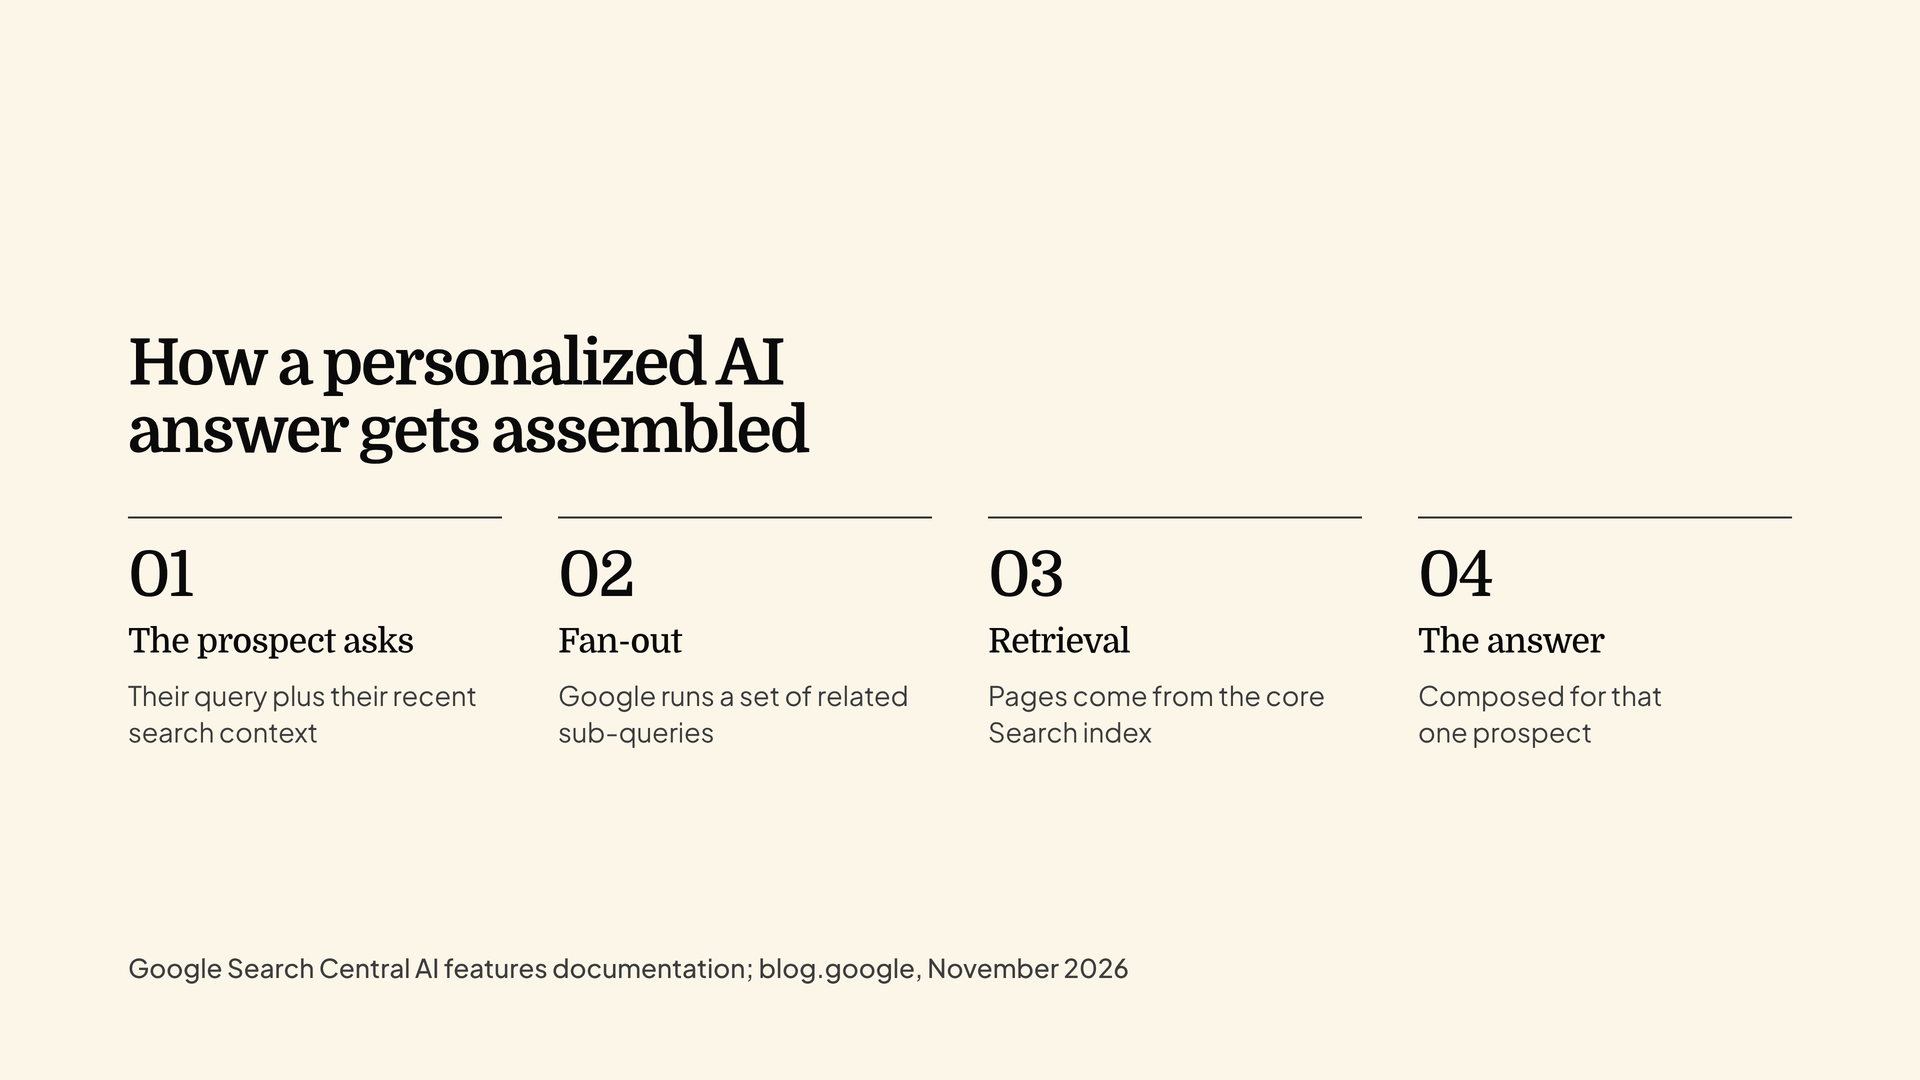 How a personalized AI
answer gets assembled
01
The prospect asks
Their query plus their recent
search context
02
Fan-out
Google runs a set of related
sub-queries
03
Retrieval
Pages come from the core
Search index
04
The answer
Composed for that
one prospect
Google Search Central AI features documentation; blog.google, November 2026